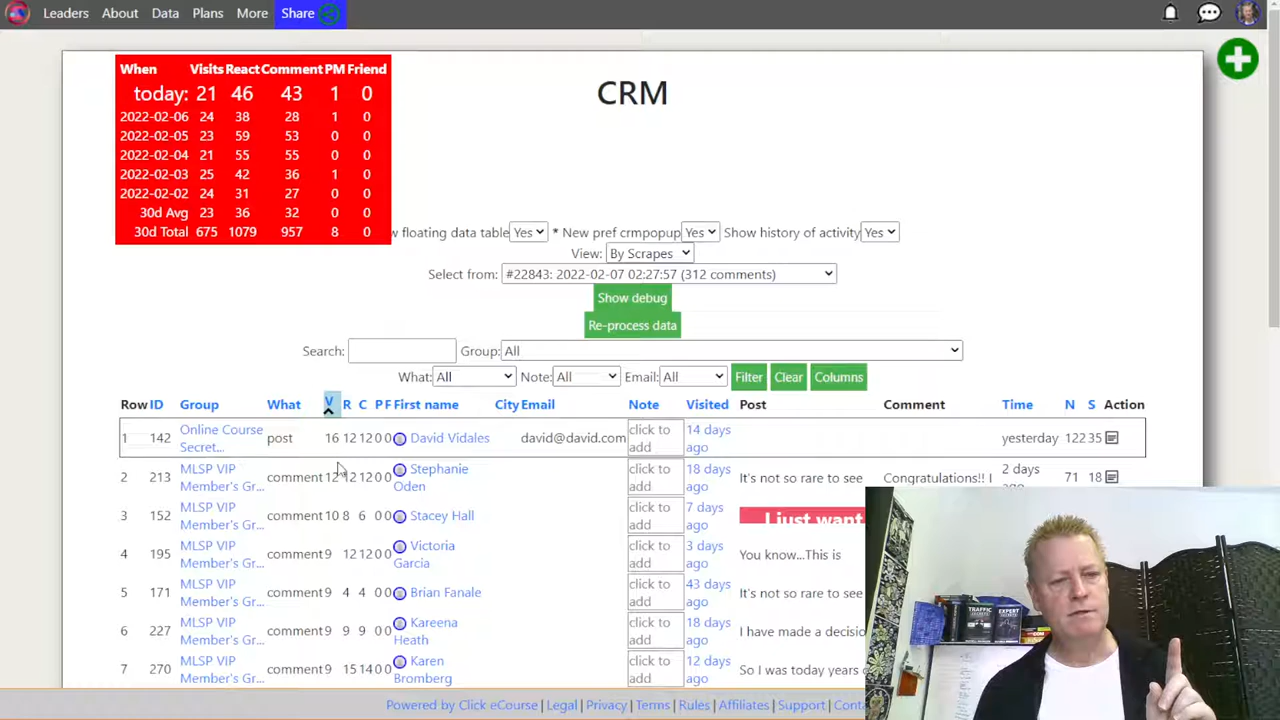 Leaders About Data Plans More Share
When Visits React Comment PM Friend
today: 21 46 43 1 0
2022-02-06 24 38 28 1 0
2022-02-05 23 59 53 0 0
2022-02-04 21 55 55 0 0
2022-02-03 25 42 36 1 0
2022-02-02 24 31 27 0 0
30d Avg 23 36 32 0 0
30d Total 675 1079 957 8 0
CRM
floating data table Yes * New pref crmpopup Yes Show history of activity Yes
View: By Scrapes
Select from: #22843: 2022-02-07 02:27:57 (312 comments)
Show debug
Re-process data
Search: Group: All
What: All Note: All Email: All Filter Clear Columns
Row ID Group What V R C P F First name City Email Note Visited Post Comment Time N S Action
1 142 Online Course Secret... post 16 12 12 0 0 David Vidales david@david.com click to add 14 days ago yesterday 122 35
2 213 MLSP VIP Member's Gr... comment 12 12 12 0 0 Stephanie Oden click to add 18 days ago It's not so rare to see Congratulations!! I 2 days ago 71 18
3 152 MLSP VIP Member's Gr... comment 10 8 6 0 0 Stacey Hall click to add 7 days ago I just want
4 195 MLSP VIP Member's Gr... comment 9 12 12 0 0 Victoria Garcia click to add 3 days ago You know...This is
5 171 MLSP VIP Member's Gr... comment 9 4 4 0 0 Brian Fanale click to add 43 days ago It's not so rare to see
6 227 MLSP VIP Member's Gr... comment 9 9 9 0 0 Kareena Heath click to add 18 days ago I have made a decisio
7 270 MLSP VIP Member's Gr... comment 9 15 14 0 0 Karen Bromberg click to add 12 days ago So I was today years
TRAFFIC SECRETS
EXPERT SECRETS
Powered by Click eCourse | Legal | Privacy | Terms | Rules | Affiliates | Support | Conta